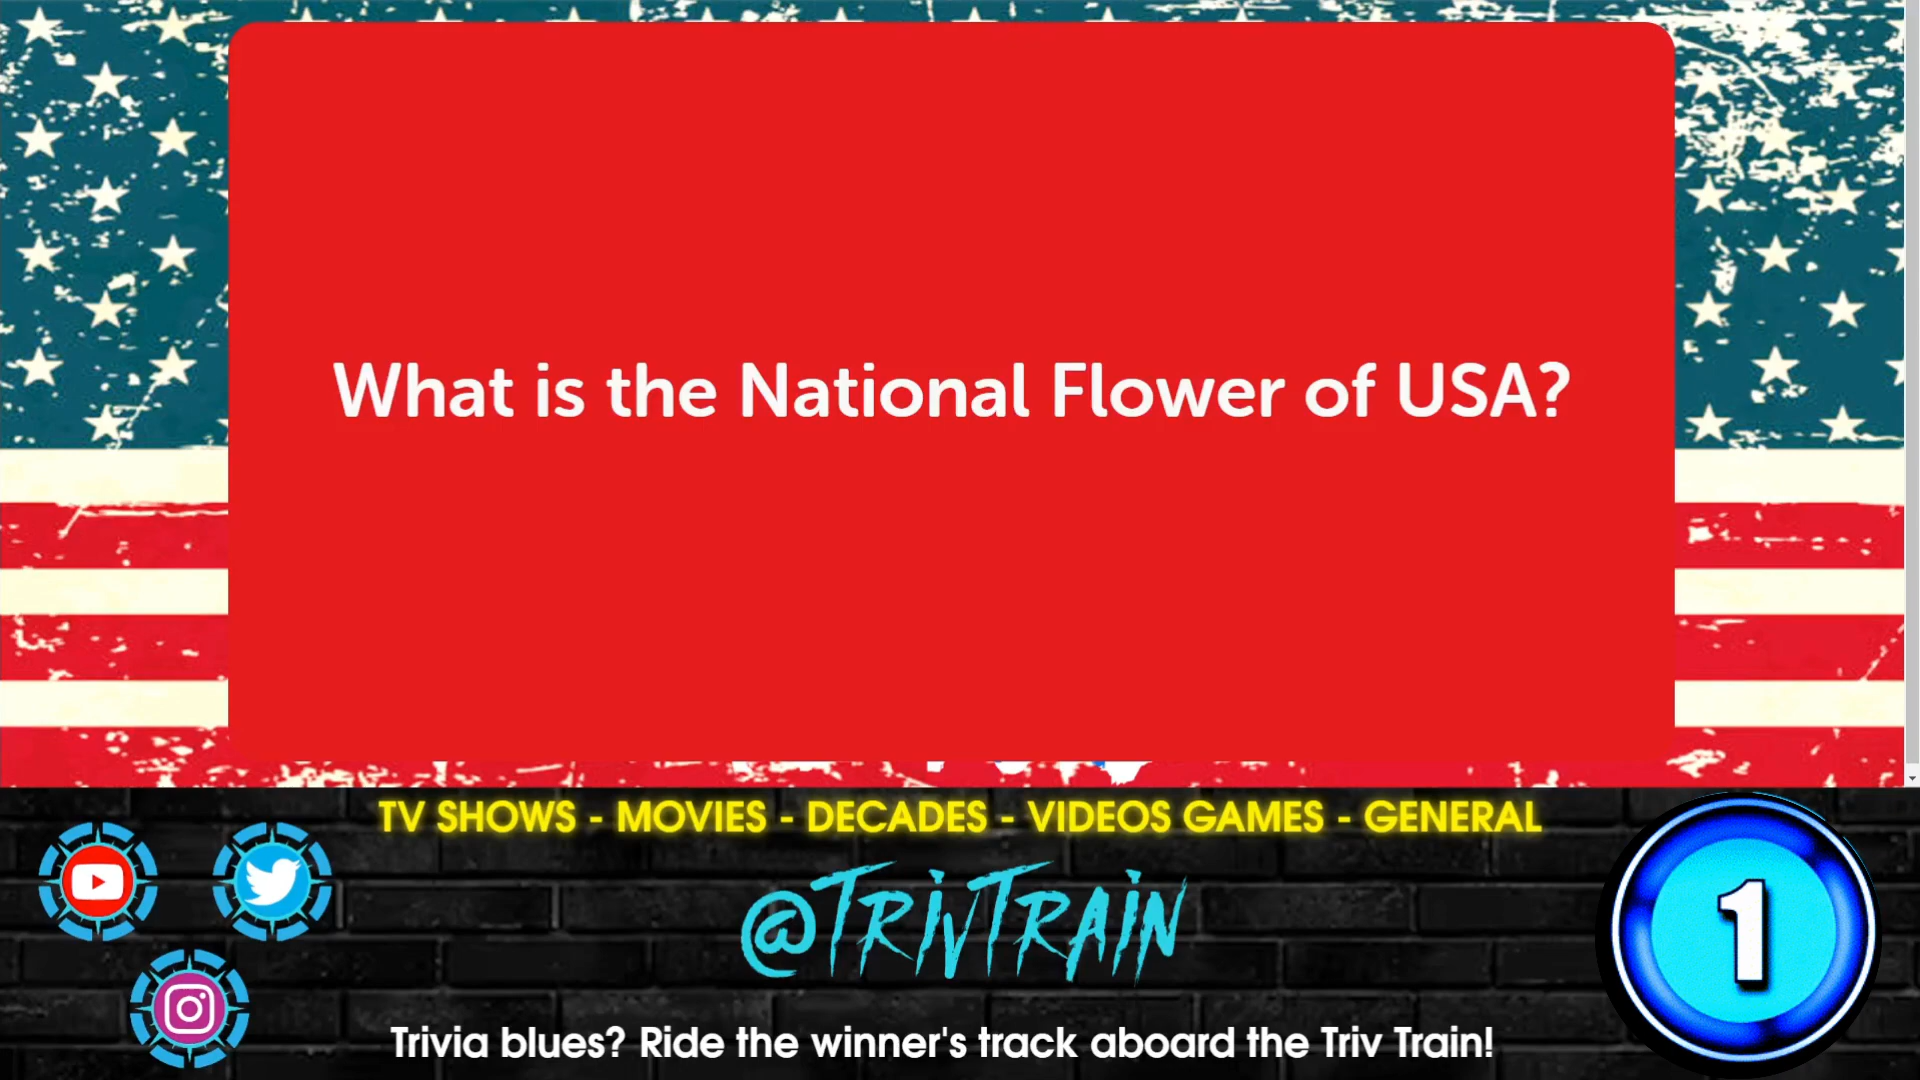 What is the National Flower of USA?
TV SHOWS - MOVIES - DECADES - VIDEOS GAMES - GENERAL
@TRIVTRAIN
1
Trivia blues? Ride the winner's track aboard the Triv Train!